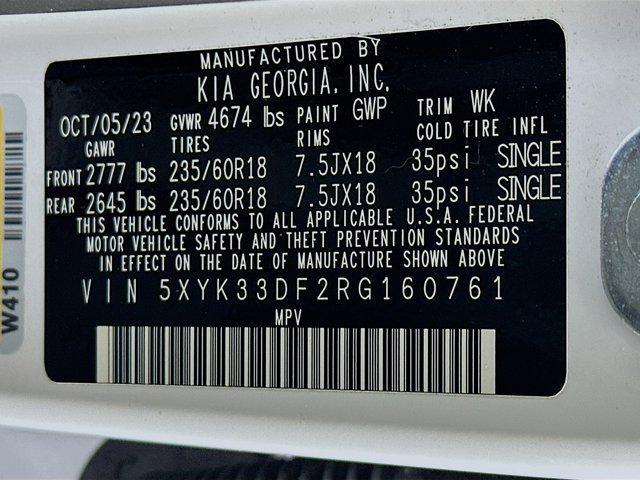 MANUFACTURED BY
KIA GEORGIA, INC.
OCT/05/23 GVWR 4674 lbs PAINT GWP TRIM WK
GAWR TIRES RIMS COLD TIRE INFL
FRONT 2777 lbs 235/60R18 7.5JX18 35psi SINGLE
REAR 2645 lbs 235/60R18 7.5JX18 35psi SINGLE
THIS VEHICLE CONFORMS TO ALL APPLICABLE U.S.A. FEDERAL
MOTOR VEHICLE SAFETY AND THEFT PREVENTION STANDARDS
IN EFFECT ON THE DATE OF MANUFACTURE SHOWN ABOVE
VIN 5XYK33DF2RG160761
MPV
W410